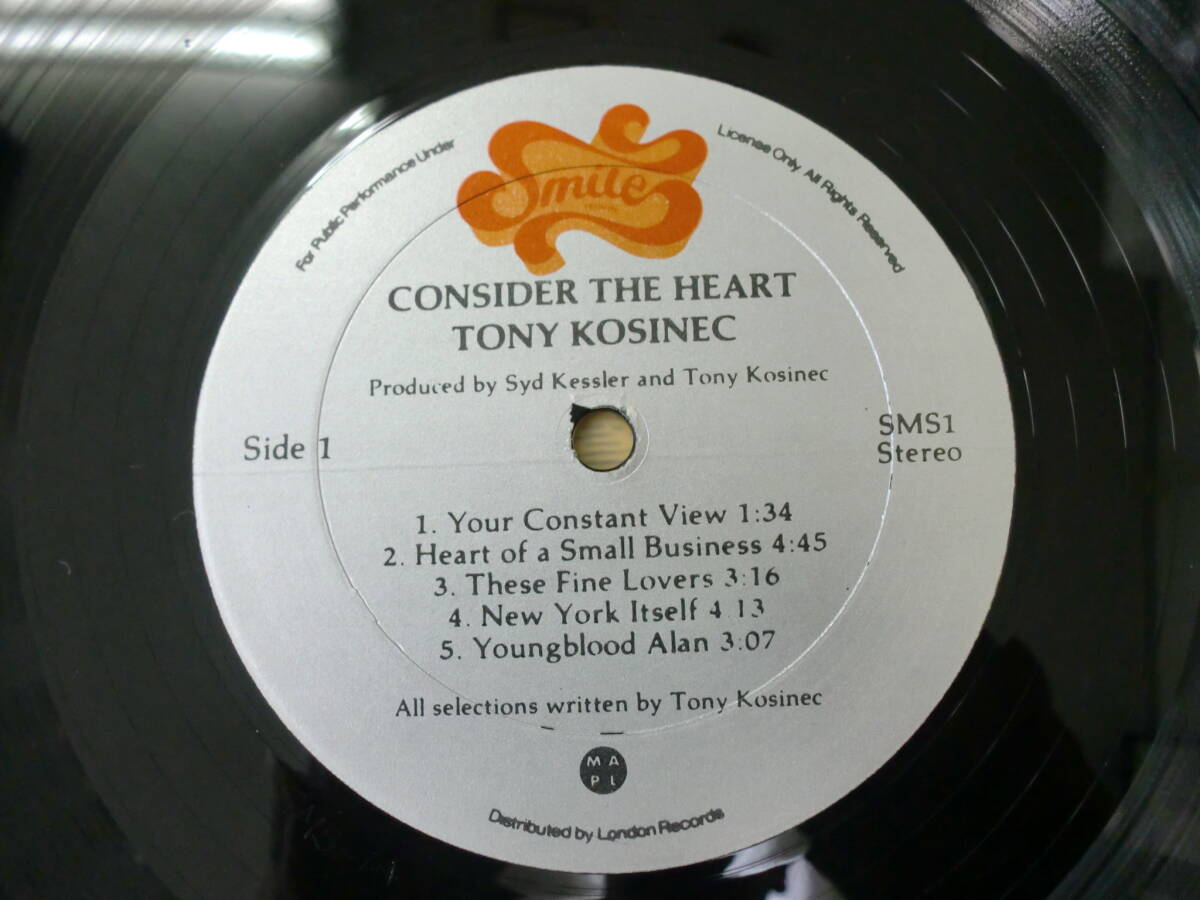 For Public Performance Under
License Only All Rights Reserved
Smile
CONSIDER THE HEART
TONY KOSINEC
Produced by Syd Kessler and Tony Kosinec
Side 1
SMS1
Stereo
1. Your Constant View 1:34
2. Heart of a Small Business 4:45
3. These Fine Lovers 3:16
4. New York Itself 4 13
5. Youngblood Alan 3:07
All selections written by Tony Kosinec
M A
P L
Distributed by London Records